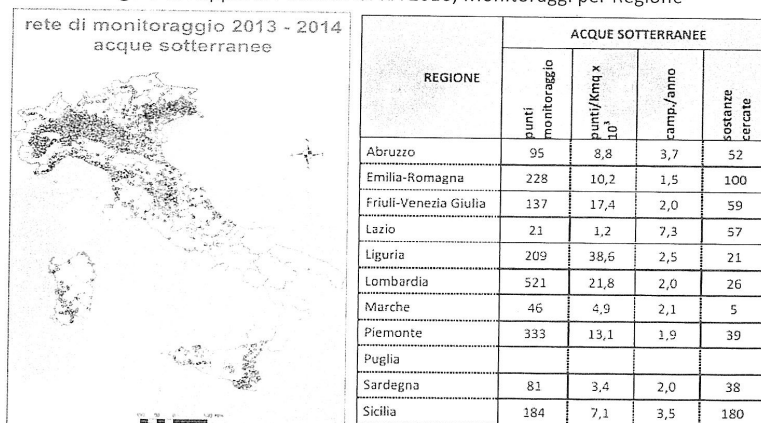 2016, Monitoraggi per Regione
rete di monitoraggio 2013 - 2014
acque sotterranee
REGIONE
ACQUE SOTTERRANEE
punti
monitoraggio
punti/Kmq x
10³
camp./anno
sostanze
cercate
Abruzzo 95 8,8 3,7 52
Emilia-Romagna 228 10,2 1,5 100
Friuli-Venezia Giulia 137 17,4 2,0 59
Lazio 21 1,2 7,3 57
Liguria 209 38,6 2,5 21
Lombardia 521 21,8 2,0 26
Marche 46 4,9 2,1 5
Piemonte 333 13,1 1,9 39
Puglia
Sardegna 81 3,4 2,0 38
Sicilia 184 7,1 3,5 180